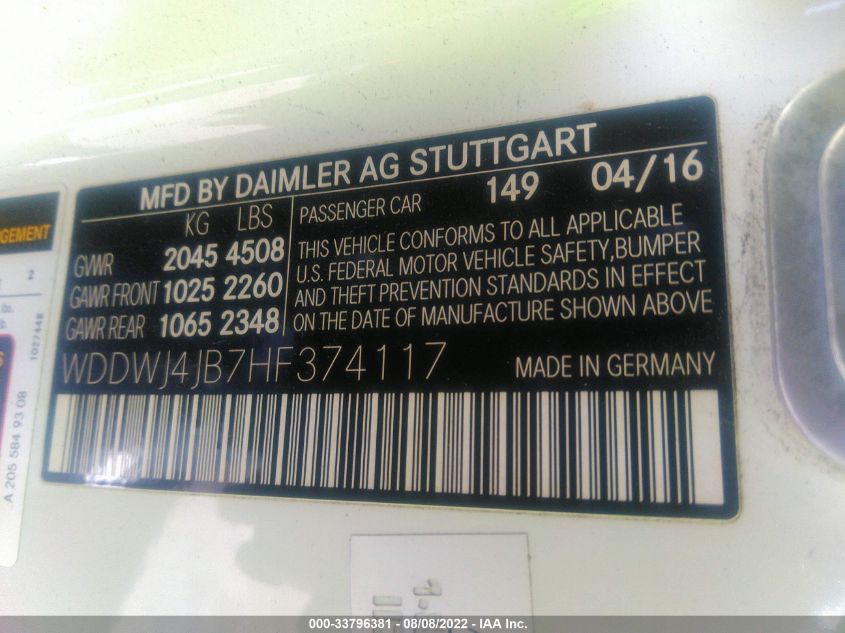 MFD BY DAIMLER AG STUTTGART
KG LBS
GVWR 2045 4508
GAWR FRONT 1025 2260
GAWR REAR 1065 2348
PASSENGER CAR 149 04/16
THIS VEHICLE CONFORMS TO ALL APPLICABLE
U.S. FEDERAL MOTOR VEHICLE SAFETY,BUMPER
AND THEFT PREVENTION STANDARDS IN EFFECT
ON THE DATE OF MANUFACTURE SHOWN ABOVE
WDDWJ4JB7HF374117
MADE IN GERMANY
1027448
A 205 584 93 08
000-33796381 - 08/08/2022 - IAA Inc.